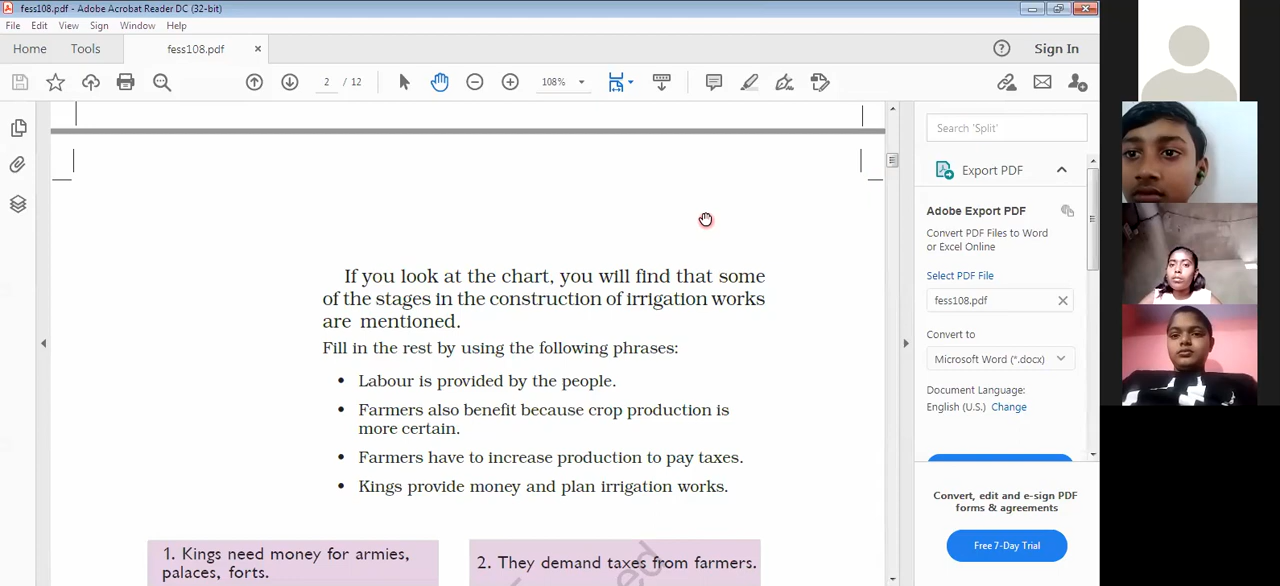 fess108.pdf - Adobe Acrobat Reader DC (32-bit)
File Edit View Sign Window Help
Home Tools fess108.pdf × Sign In
2 / 12 108%
If you look at the chart, you will find that some
of the stages in the construction of irrigation works
are mentioned.
Fill in the rest by using the following phrases:
• Labour is provided by the people.
• Farmers also benefit because crop production is
more certain.
• Farmers have to increase production to pay taxes.
• Kings provide money and plan irrigation works.
1. Kings need money for armies,
palaces, forts.
2. They demand taxes from farmers.
Search 'Split'
Export PDF
Adobe Export PDF
Convert PDF Files to Word
or Excel Online
Select PDF File
fess108.pdf
Convert to
Microsoft Word (*.docx)
Document Language:
English (U.S.) Change
Convert, edit and e-sign PDF
forms & agreements
Free 7-Day Trial